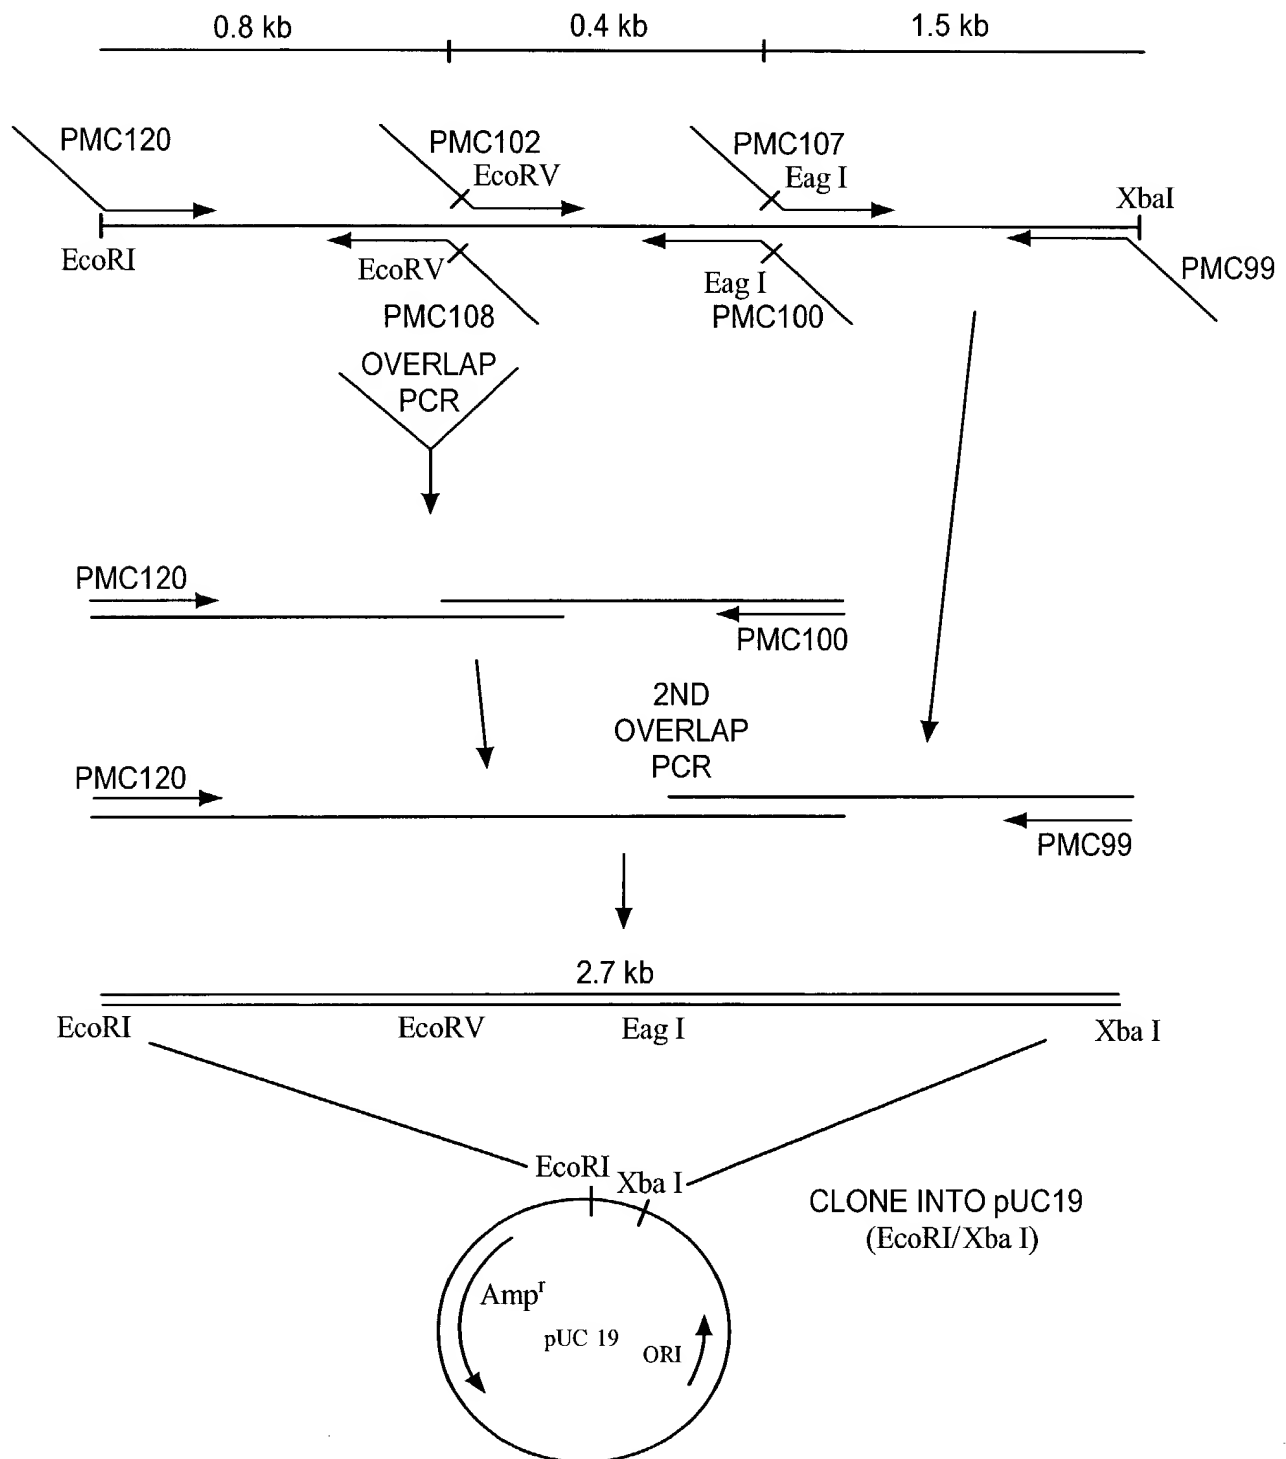 0.8 kb 0.4 kb 1.5 kb
PMC120
PMC102
EcoRV
PMC107
Eag I
XbaI
EcoRI
EcoRV
PMC108
Eag I
PMC100
PMC99
OVERLAP
PCR
PMC120
PMC100
2ND
OVERLAP
PCR
PMC120
PMC99
2.7 kb
EcoRI EcoRV Eag I Xba I
EcoRI Xba I
CLONE INTO pUC19
(EcoRI/Xba I)
Ampr
pUC 19
ORI